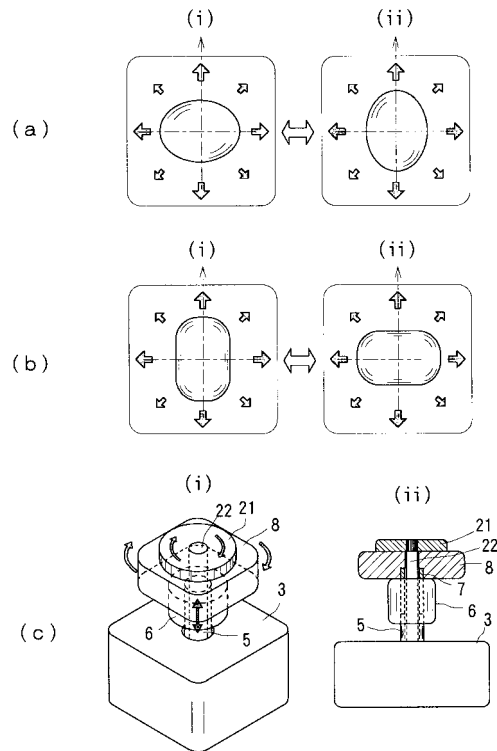 (i) (ii)
(a)
(i) (ii)
(b)
(i) (ii)
22 21 8 3 6 5
21 22 8 7 6 5 3
(c)